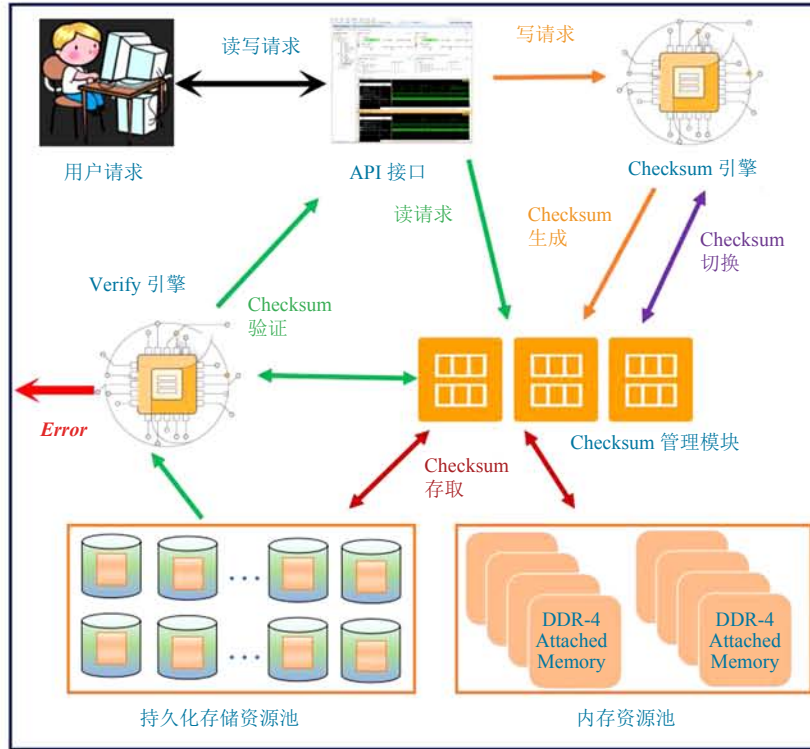 读写请求
写请求
用户请求
API 接口
Checksum 引擎
读请求
Checksum
生成
Checksum
切换
Verify 引擎
Checksum
验证
Error
Checksum 管理模块
Checksum
存取
DDR-4
Attached
Memory
DDR-4
Attached
Memory
持久化存储资源池
内存资源池